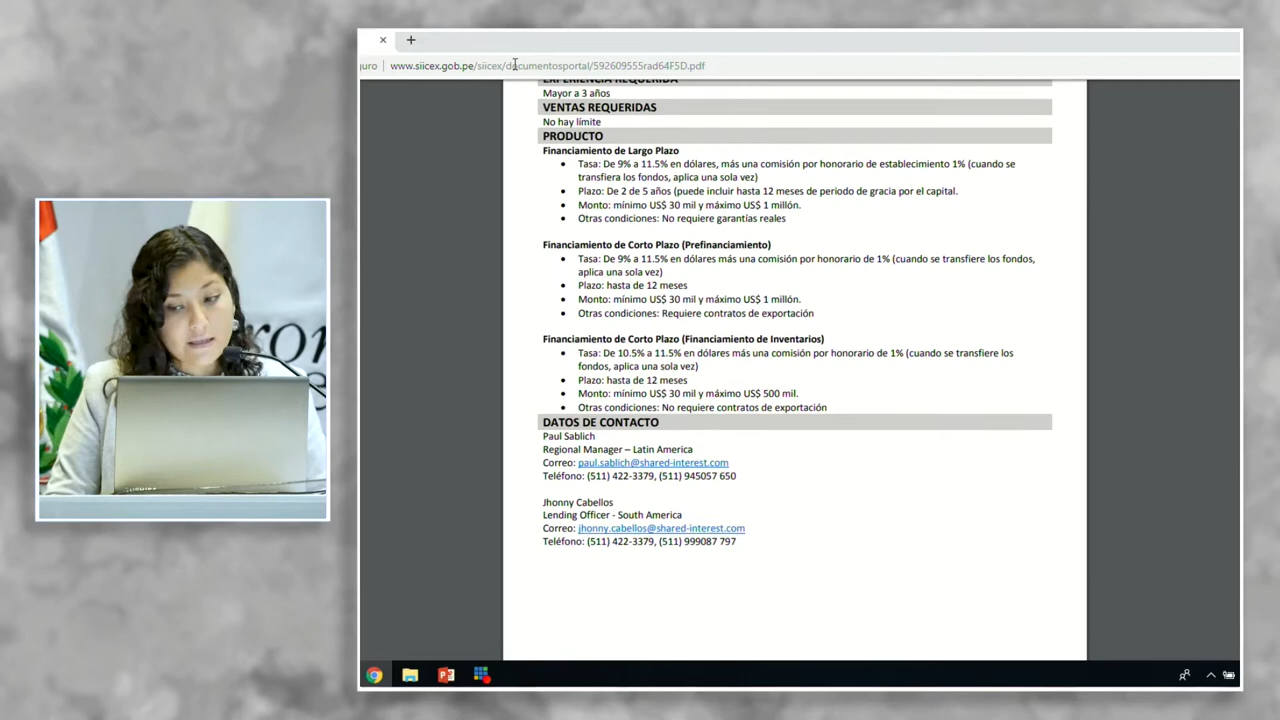 guro | www.siicex.gob.pe/siicex/documentosportal/592609555rad64F5D.pdf
EXPERIENCIA REQUERIDA
Mayor a 3 años
VENTAS REQUERIDAS
No hay límite
PRODUCTO
Financiamiento de Largo Plazo
• Tasa: De 9% a 11.5% en dólares, más una comisión por honorario de establecimiento 1% (cuando se
transfiera los fondos, aplica una sola vez)
• Plazo: De 2 de 5 años (puede incluir hasta 12 meses de periodo de gracia por el capital.
• Monto: mínimo US$ 30 mil y máximo US$ 1 millón.
• Otras condiciones: No requiere garantías reales
Financiamiento de Corto Plazo (Prefinanciamiento)
• Tasa: De 9% a 11.5% en dólares más una comisión por honorario de 1% (cuando se transfiere los fondos,
aplica una sola vez)
• Plazo: hasta de 12 meses
• Monto: mínimo US$ 30 mil y máximo US$ 1 millón.
• Otras condiciones: Requiere contratos de exportación
Financiamiento de Corto Plazo (Financiamiento de Inventarios)
• Tasa: De 10.5% a 11.5% en dólares más una comisión por honorario de 1% (cuando se transfiere los
fondos, aplica una sola vez)
• Plazo: hasta de 12 meses
• Monto: mínimo US$ 30 mil y máximo US$ 500 mil.
• Otras condiciones: No requiere contratos de exportación
DATOS DE CONTACTO
Paul Sablich
Regional Manager – Latin America
Correo: paul.sablich@shared-interest.com
Teléfono: (511) 422-3379, (511) 945057 650
Jhonny Cabellos
Lending Officer - South America
Correo: jhonny.cabellos@shared-interest.com
Teléfono: (511) 422-3379, (511) 999087 797